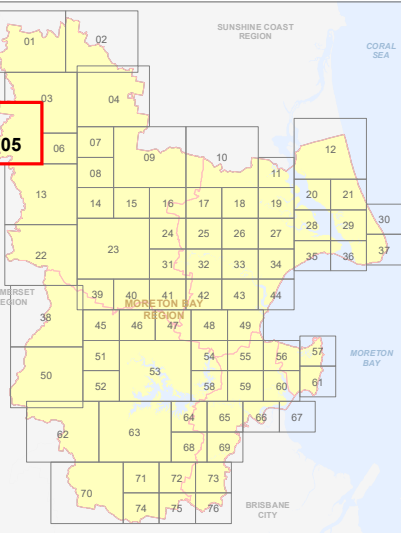 SUNSHINE COAST
REGION
01
02
CORAL
SEA
03
04
05
06
07
08
09
10
11
12
13
14 15 16 17 18 19
20 21
22
23
24 25 26 27
28 29
30
31 32 33 34
35 36
37
MERSET
EGION
38
39 40 41 42 43 44
MORETON BAY
REGION
45 46 47 48 49
50
51
52
53
54 55 56
57
58 59 60
61
MORETON
BAY
62
63
64 65 66 67
68 69
70
71 72 73
74 75 76
BRISBANE
CITY